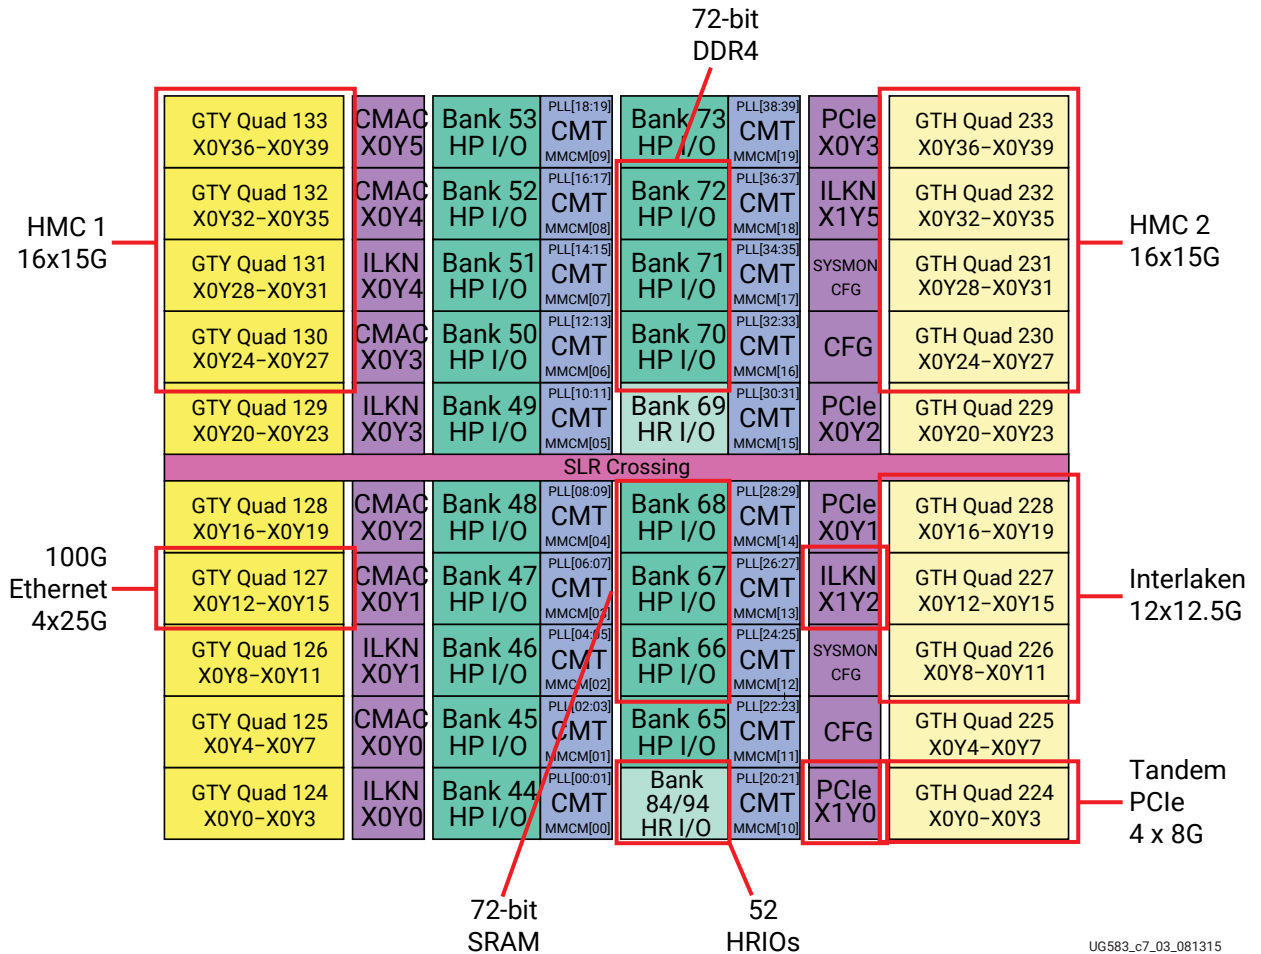 72-bit
DDR4
GTY Quad 133
X0Y36–X0Y39
CMAC
X0Y5
Bank 53
HP I/O
PLL[18:19]
CMT
MMCM[09]
Bank 73
HP I/O
PLL[38:39]
CMT
MMCM[19]
PCIe
X0Y3
GTH Quad 233
X0Y36–X0Y39
GTY Quad 132
X0Y32–X0Y35
CMAC
X0Y4
Bank 52
HP I/O
PLL[16:17]
CMT
MMCM[08]
Bank 72
HP I/O
PLL[36:37]
CMT
MMCM[18]
ILKN
X1Y5
GTH Quad 232
X0Y32–X0Y35
HMC 1
16x15G
HMC 2
16x15G
GTY Quad 131
X0Y28–X0Y31
ILKN
X0Y4
Bank 51
HP I/O
PLL[14:15]
CMT
MMCM[07]
Bank 71
HP I/O
PLL[34:35]
CMT
MMCM[17]
SYSMON
CFG
GTH Quad 231
X0Y28–X0Y31
GTY Quad 130
X0Y24–X0Y27
CMAC
X0Y3
Bank 50
HP I/O
PLL[12:13]
CMT
MMCM[06]
Bank 70
HP I/O
PLL[32:33]
CMT
MMCM[16]
CFG
GTH Quad 230
X0Y24–X0Y27
GTY Quad 129
X0Y20–X0Y23
ILKN
X0Y3
Bank 49
HP I/O
PLL[10:11]
CMT
MMCM[05]
Bank 69
HR I/O
PLL[30:31]
CMT
MMCM[15]
PCIe
X0Y2
GTH Quad 229
X0Y20–X0Y23
SLR Crossing
GTY Quad 128
X0Y16–X0Y19
CMAC
X0Y2
Bank 48
HP I/O
PLL[08:09]
CMT
MMCM[04]
Bank 68
HP I/O
PLL[28:29]
CMT
MMCM[14]
PCIe
X0Y1
GTH Quad 228
X0Y16–X0Y19
100G
Ethernet
4x25G
GTY Quad 127
X0Y12–X0Y15
CMAC
X0Y1
Bank 47
HP I/O
PLL[06:07]
CMT
MMCM[03]
Bank 67
HP I/O
PLL[26:27]
CMT
MMCM[13]
ILKN
X1Y2
GTH Quad 227
X0Y12–X0Y15
Interlaken
12x12.5G
GTY Quad 126
X0Y8–X0Y11
ILKN
X0Y1
Bank 46
HP I/O
PLL[04:05]
CMT
MMCM[02]
Bank 66
HP I/O
PLL[24:25]
CMT
MMCM[12]
SYSMON
CFG
GTH Quad 226
X0Y8–X0Y11
GTY Quad 125
X0Y4–X0Y7
CMAC
X0Y0
Bank 45
HP I/O
PLL[02:03]
CMT
MMCM[01]
Bank 65
HP I/O
PLL[22:23]
CMT
MMCM[11]
CFG
GTH Quad 225
X0Y4–X0Y7
GTY Quad 124
X0Y0–X0Y3
ILKN
X0Y0
Bank 44
HP I/O
PLL[00:01]
CMT
MMCM[00]
Bank
84/94
HR I/O
PLL[20:21]
CMT
MMCM[10]
PCIe
X1Y0
GTH Quad 224
X0Y0–X0Y3
Tandem
PCIe
4 x 8G
72-bit
SRAM
52
HRIOs
UG583_c7_03_081315